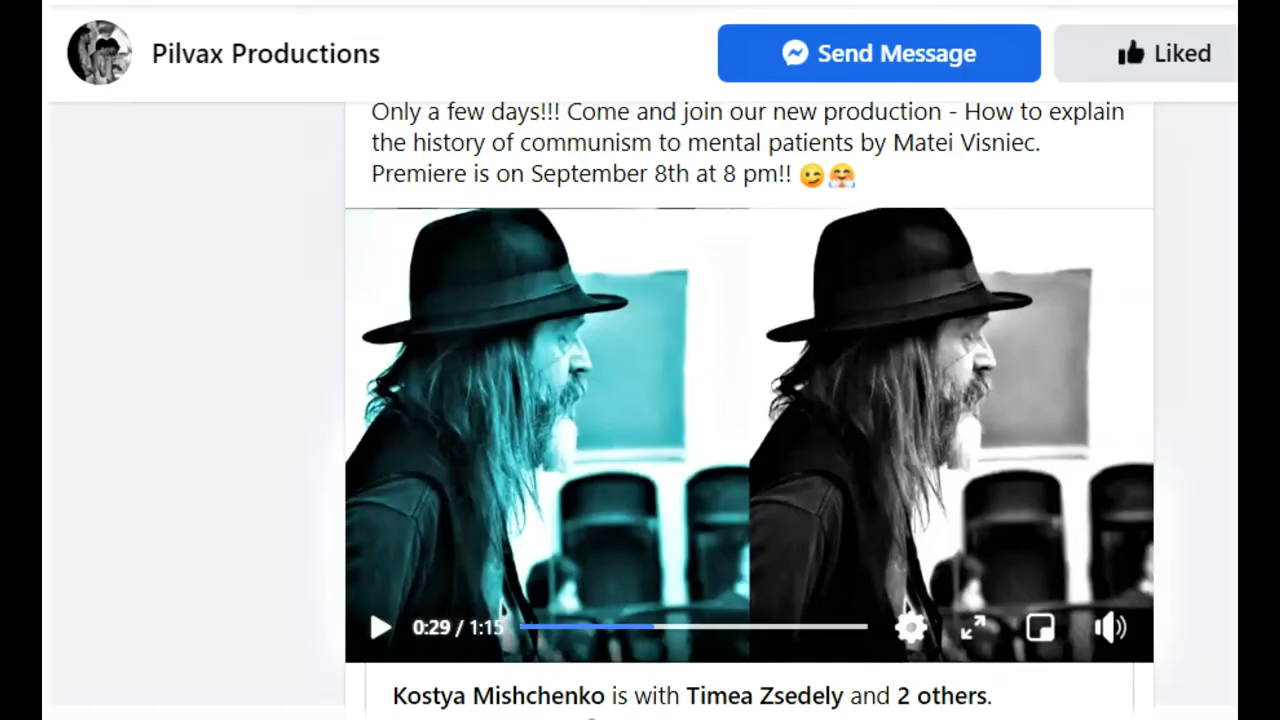 Pilvax Productions
Send Message
Liked
Only a few days!!! Come and join our new production - How to explain
the history of communism to mental patients by Matei Visniec.
Premiere is on September 8th at 8 pm!! 😉🤗
0:29 / 1:15
Kostya Mishchenko is with Timea Zsedely and 2 others.